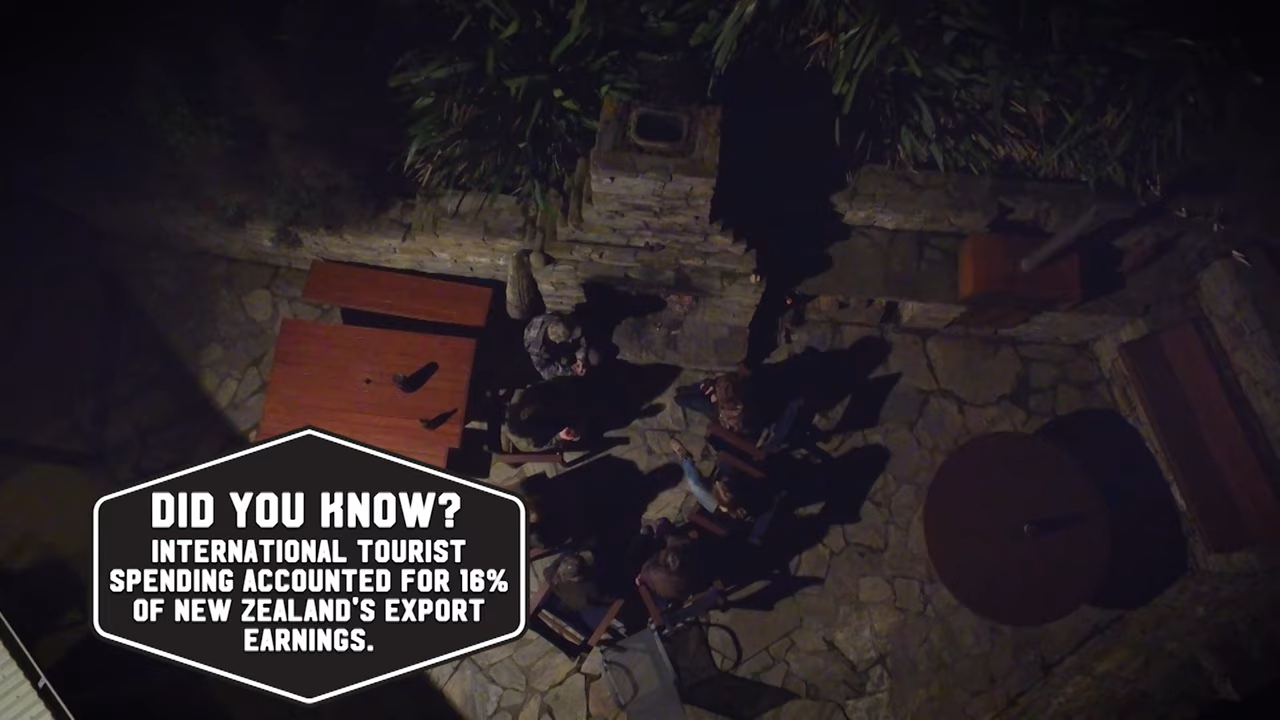 DID YOU KNOW?
INTERNATIONAL TOURIST
SPENDING ACCOUNTED FOR 16%
OF NEW ZEALAND'S EXPORT
EARNINGS.